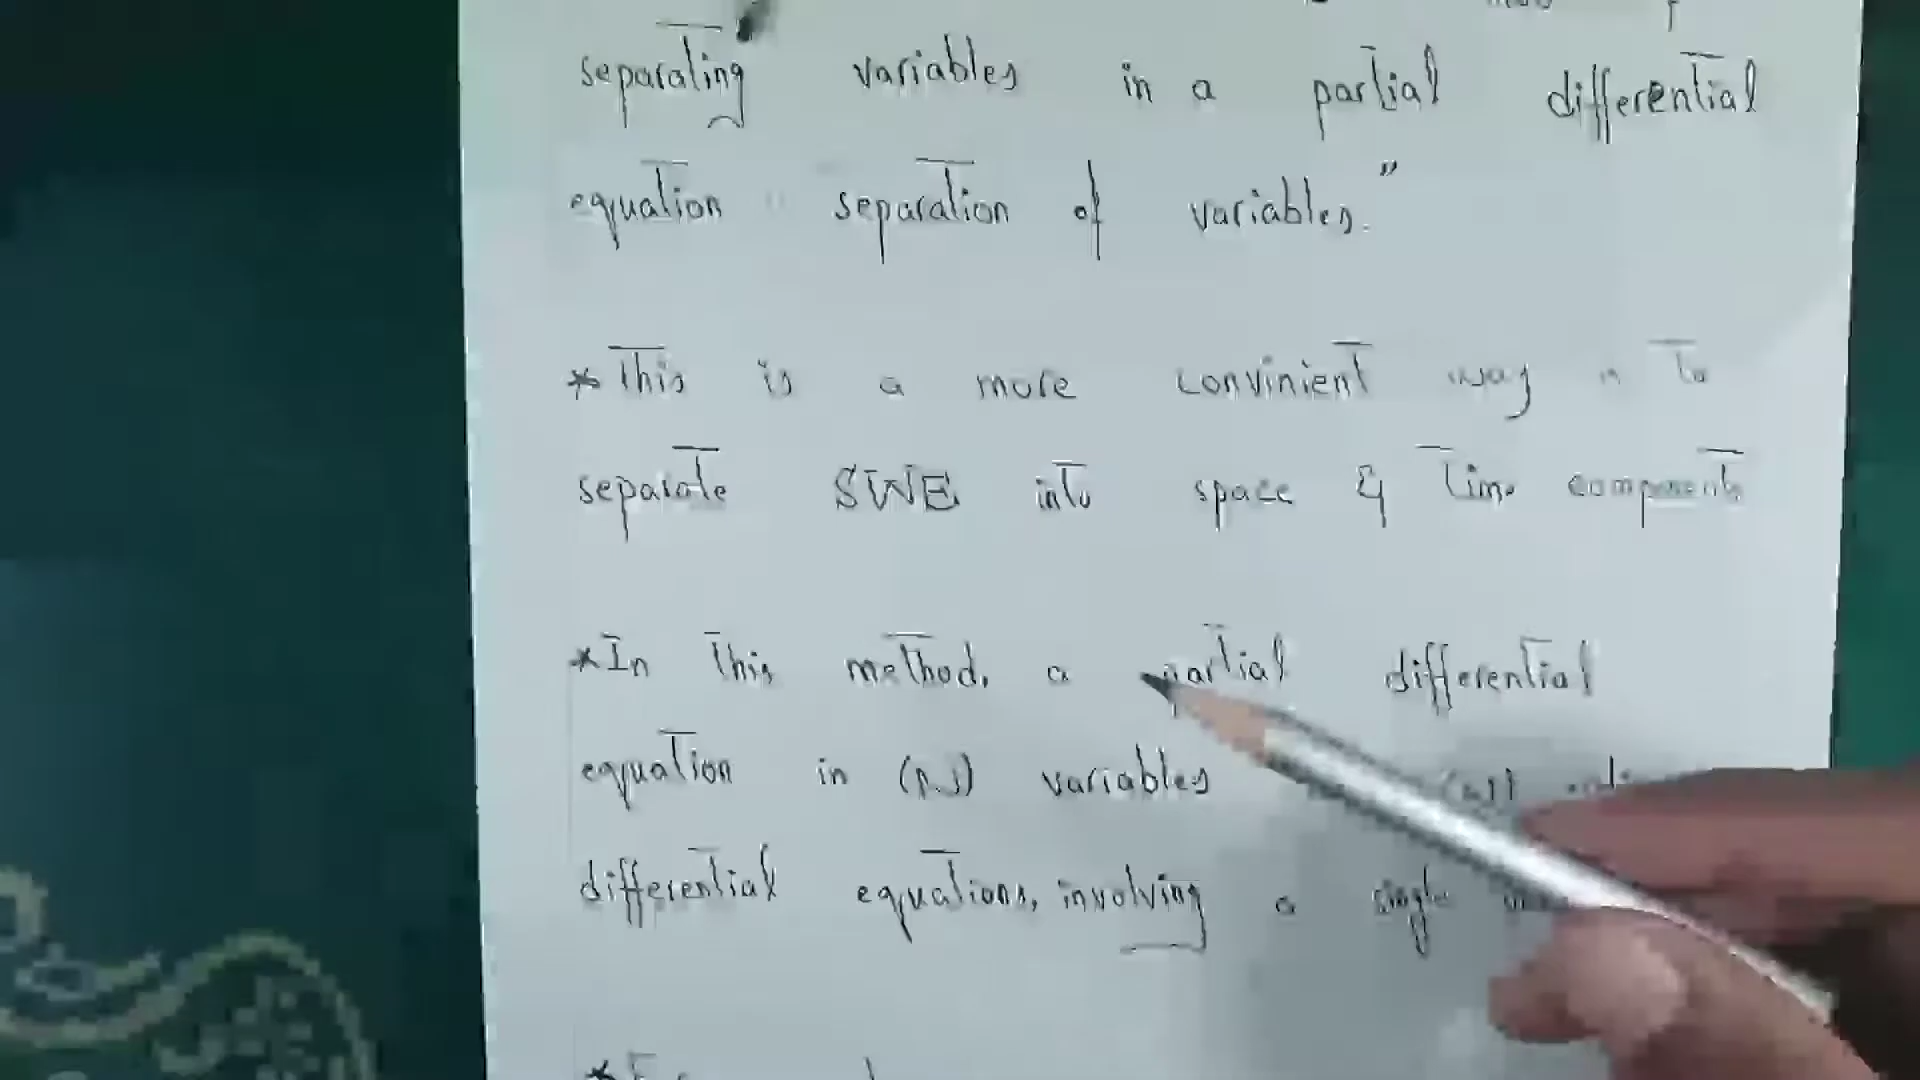 separating variables in a partial differential
equation " separation of variables."
*This is a more convinient way is to
separate SWE into space & time components
*In this method, a partial differential
equation in variables
differential equations, involving a single